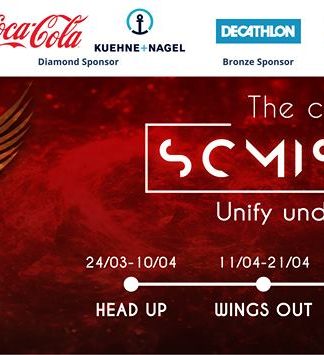 Coca-Cola
KUEHNE+NAGEL
DECATHLON
Diamond Sponsor
Bronze Sponsor
The c
SCMIS
Unify und
24/03-10/04
11/04-21/04
HEAD UP
WINGS OUT